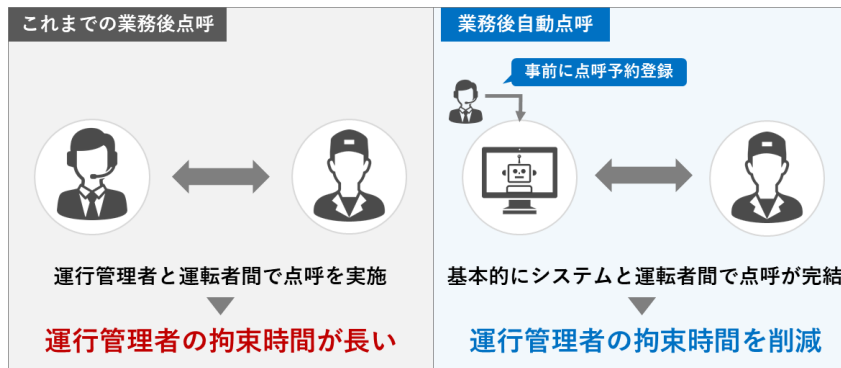 これまでの業務後点呼
運行管理者と運転者間で点呼を実施
運行管理者の拘束時間が長い
業務後自動点呼
事前に点呼予約登録
基本的にシステムと運転者間で点呼が完結
運行管理者の拘束時間を削減